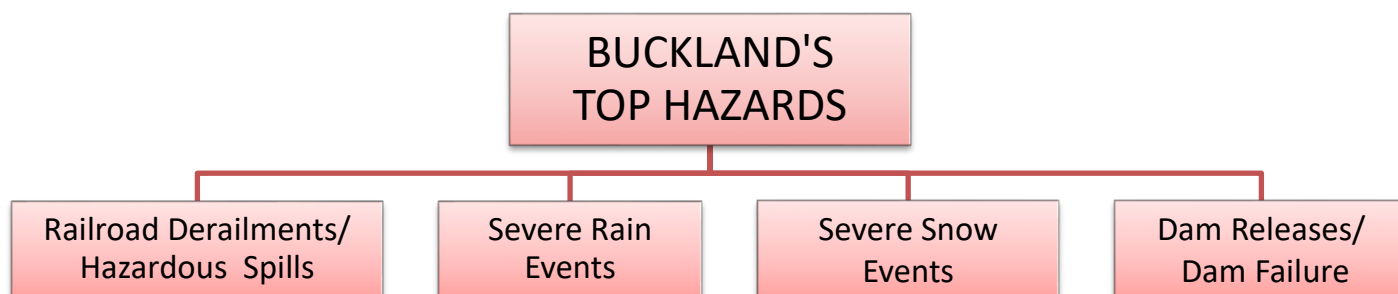 BUCKLAND'S
TOP HAZARDS
Railroad Derailments/
Hazardous Spills
Severe Rain
Events
Severe Snow
Events
Dam Releases/
Dam Failure